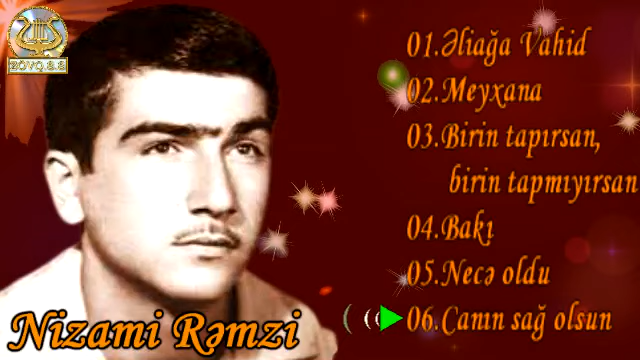 ZÖVQ.S.S
01.Əliağa Vahid
02.Meyxana
03.Birin tapırsan,
birin tapmıyırsan
04.Bakı
05.Necə oldu
06.Canın sağ olsun
Nizami Rəmzi